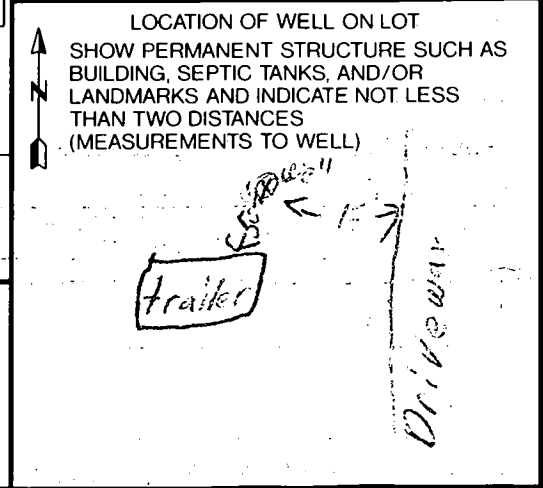 LOCATION OF WELL ON LOT
SHOW PERMANENT STRUCTURE SUCH AS
BUILDING, SEPTIC TANKS, AND/OR
N LANDMARKS AND INDICATE NOT LESS
THAN TWO DISTANCES
(MEASUREMENTS TO WELL)
trailer
Driveway